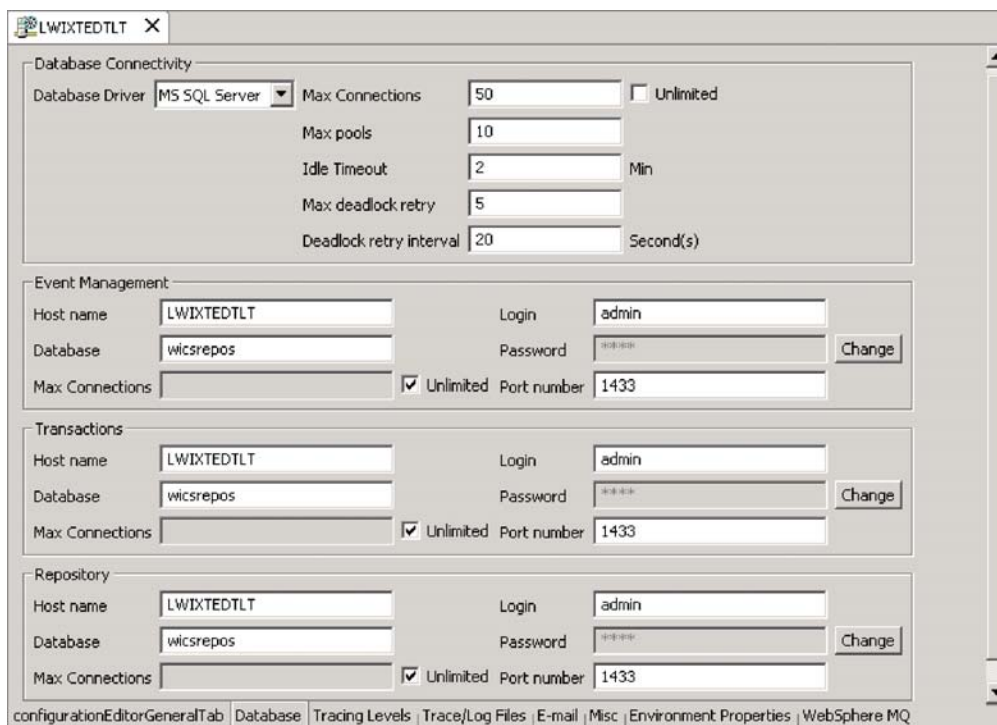 LWIXTEDTLT
Database Connectivity
Database Driver MS SQL Server Max Connections 50 Unlimited
Max pools 10
Idle Timeout 2 Min
Max deadlock retry 5
Deadlock retry interval 20 Second(s)
Event Management
Host name LWIXTEDTLT Login admin
Database wicsrepos Password **** Change
Max Connections Unlimited Port number 1433
Transactions
Host name LWIXTEDTLT Login admin
Database wicsrepos Password **** Change
Max Connections Unlimited Port number 1433
Repository
Host name LWIXTEDTLT Login admin
Database wicsrepos Password **** Change
Max Connections Unlimited Port number 1433
configurationEditorGeneralTab Database Tracing Levels Trace/Log Files E-mail Misc Environment Properties WebSphere MQ